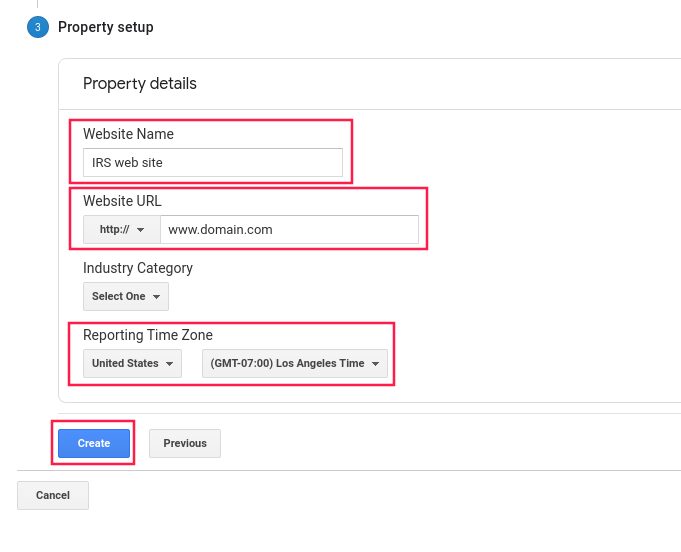 3 Property setup
Property details
Website Name
IRS web site
Website URL
http:// www.domain.com
Industry Category
Select One
Reporting Time Zone
United States (GMT-07:00) Los Angeles Time
Create Previous
Cancel